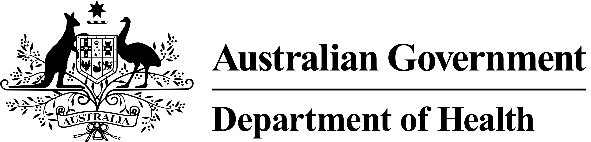 Australian Government
Department of Health
AUSTRALIA